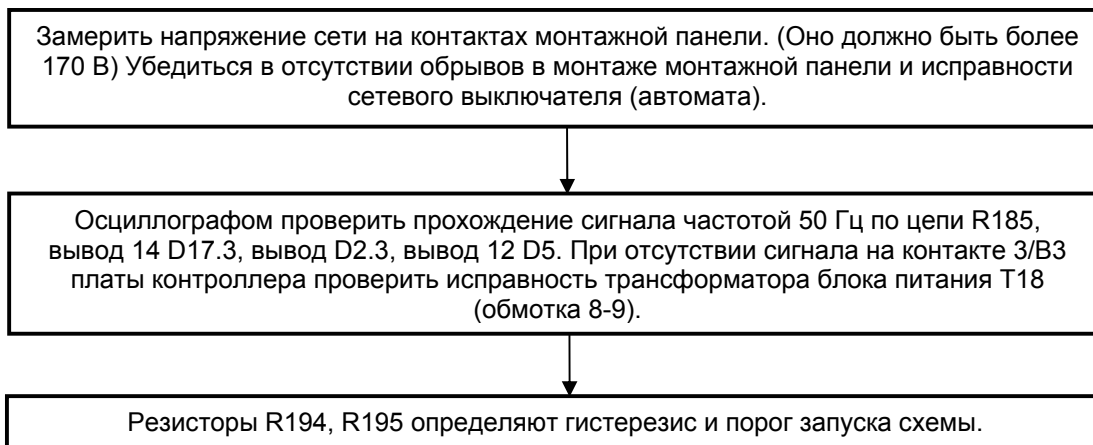 Замерить напряжение сети на контактах монтажной панели. (Оно должно быть более
170 В) Убедиться в отсутствии обрывов в монтаже монтажной панели и исправности
сетевого выключателя (автомата).
Осциллографом проверить прохождение сигнала частотой 50 Гц по цепи R185,
вывод 14 D17.3, вывод D2.3, вывод 12 D5. При отсутствии сигнала на контакте 3/В3
платы контроллера проверить исправность трансформатора блока питания Т18
(обмотка 8-9).
Резисторы R194, R195 определяют гистерезис и порог запуска схемы.